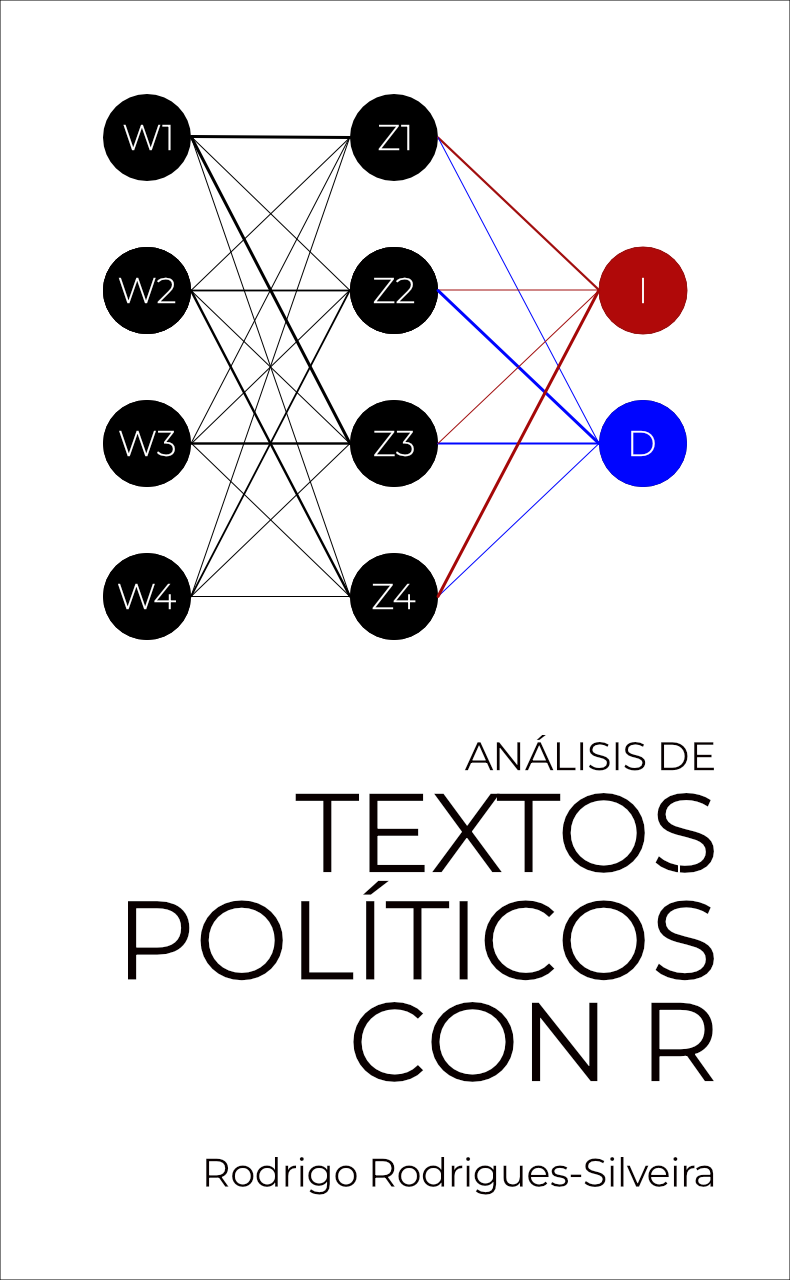 W1 Z1
W2 Z2 I
W3 Z3 D
W4 Z4
ANÁLISIS DE
TEXTOS
POLÍTICOS
CON R
Rodrigo Rodrigues-Silveira